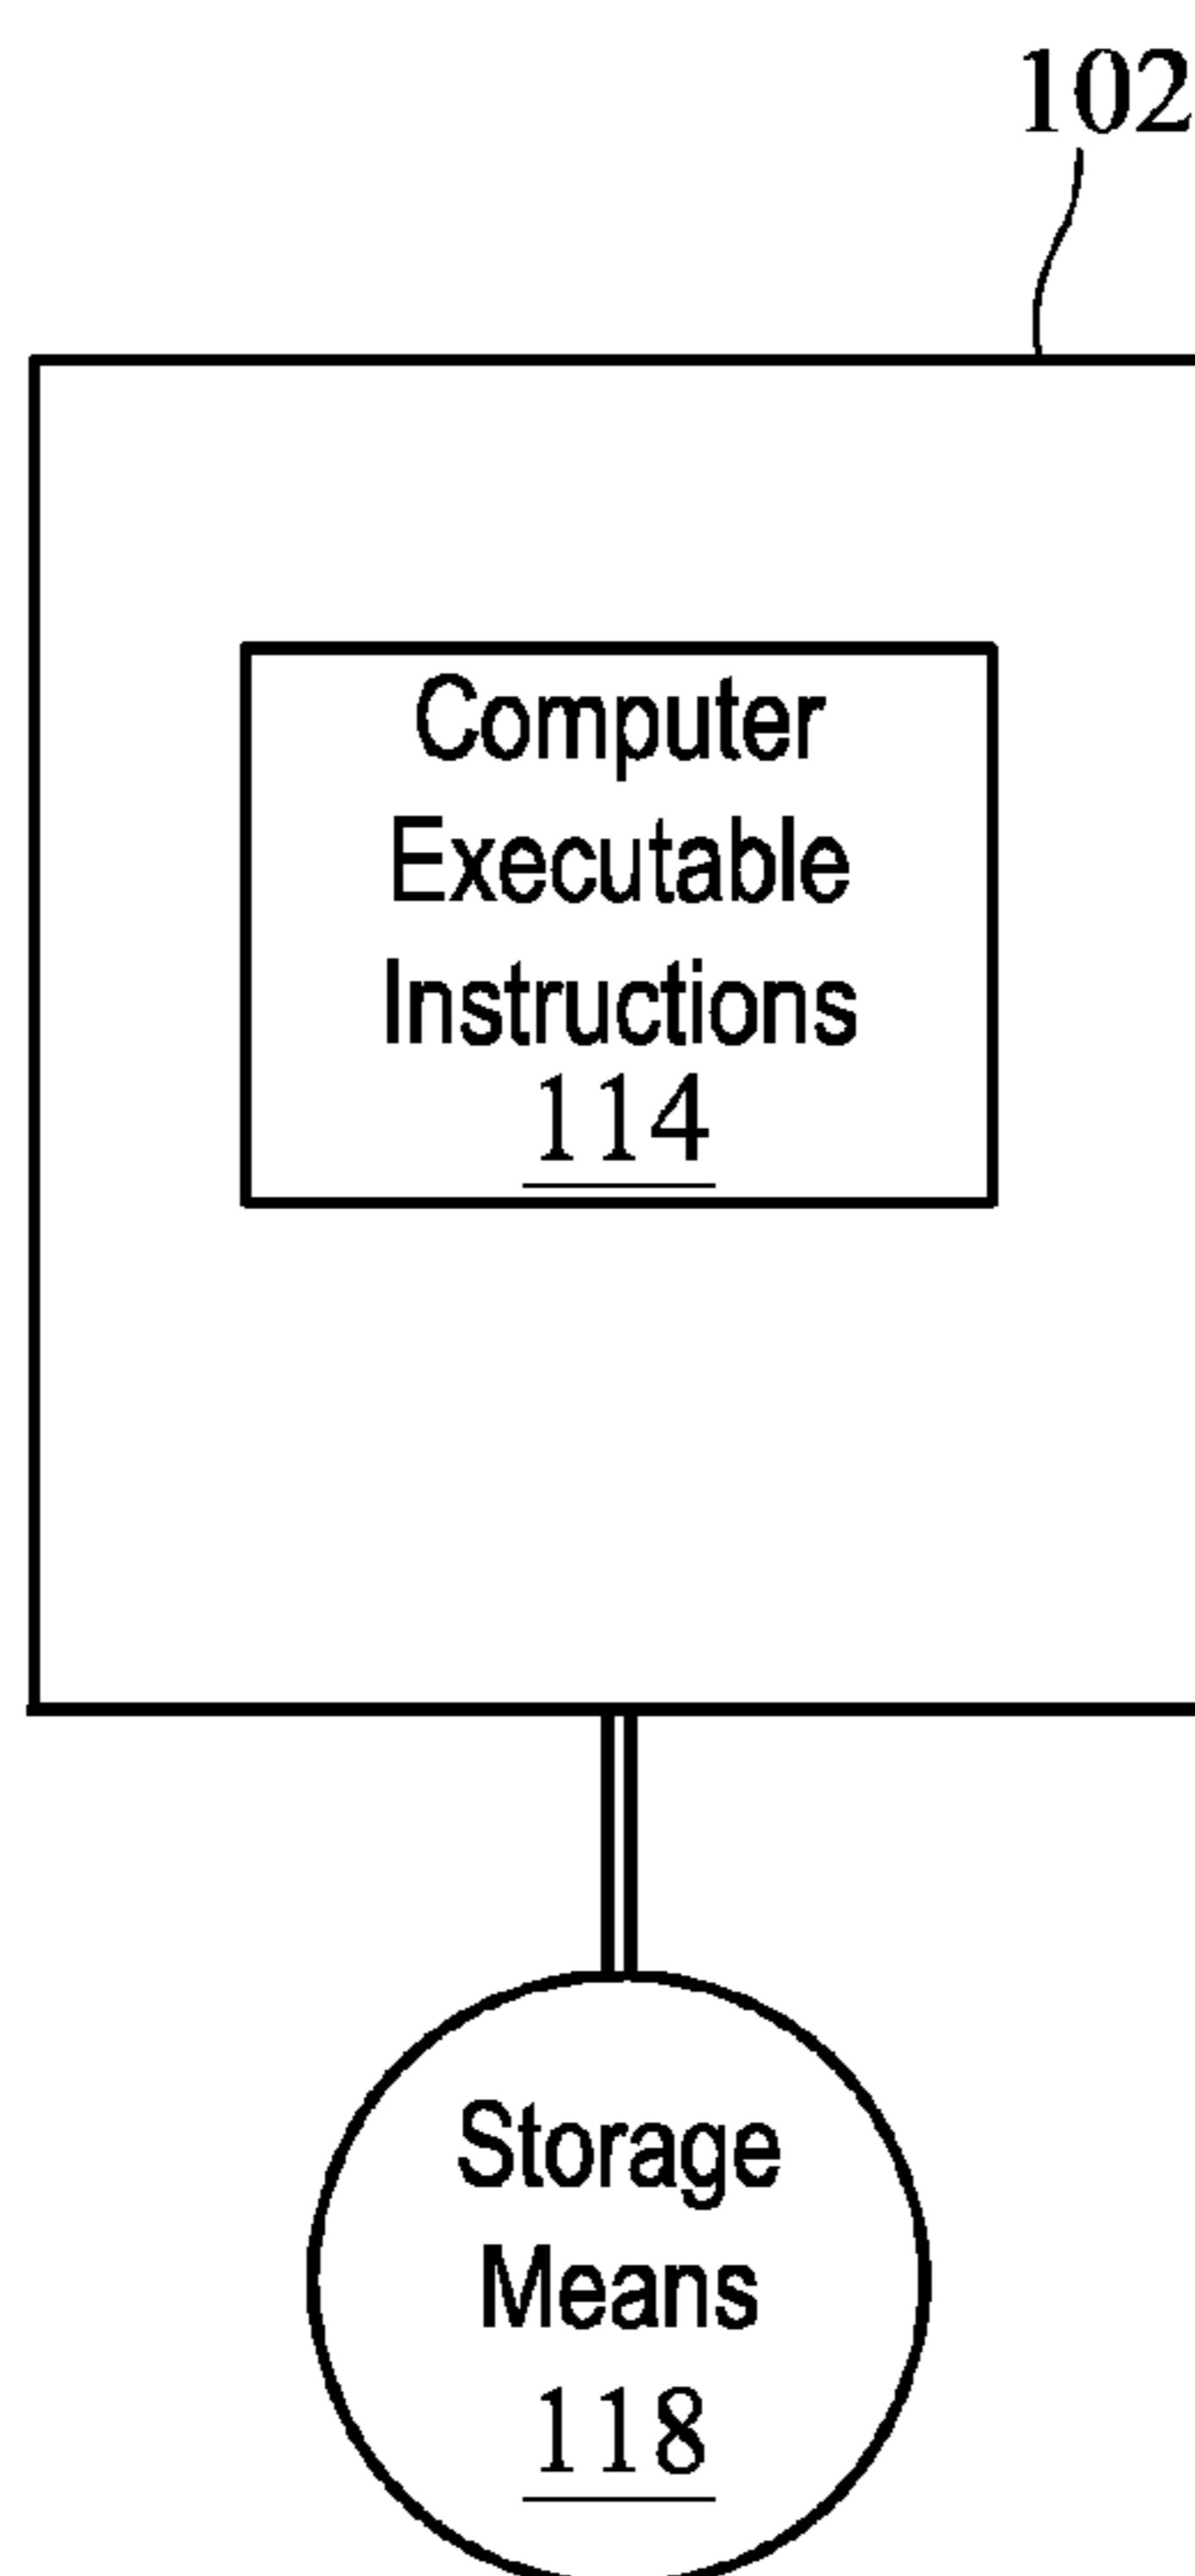 102
Computer
Executable
Instructions
114
Storage
Means
118